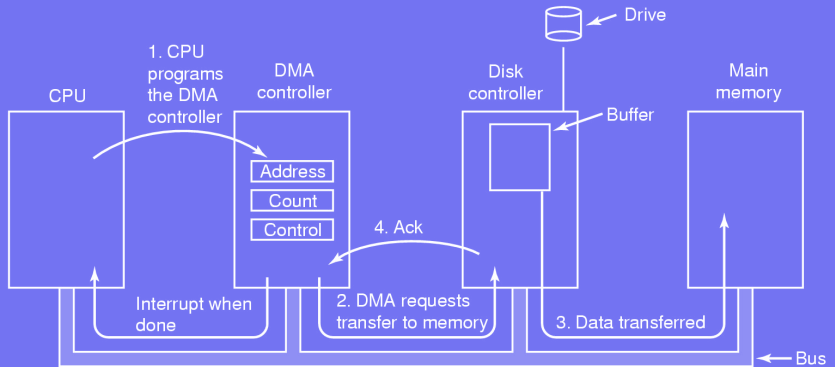 Drive
1. CPU
programs
the DMA
controller
CPU
DMA
controller
Disk
controller
Main
memory
Buffer
Address
Count
Control
4. Ack
Interrupt when
done
2. DMA requests
transfer to memory
3. Data transferred
Bus